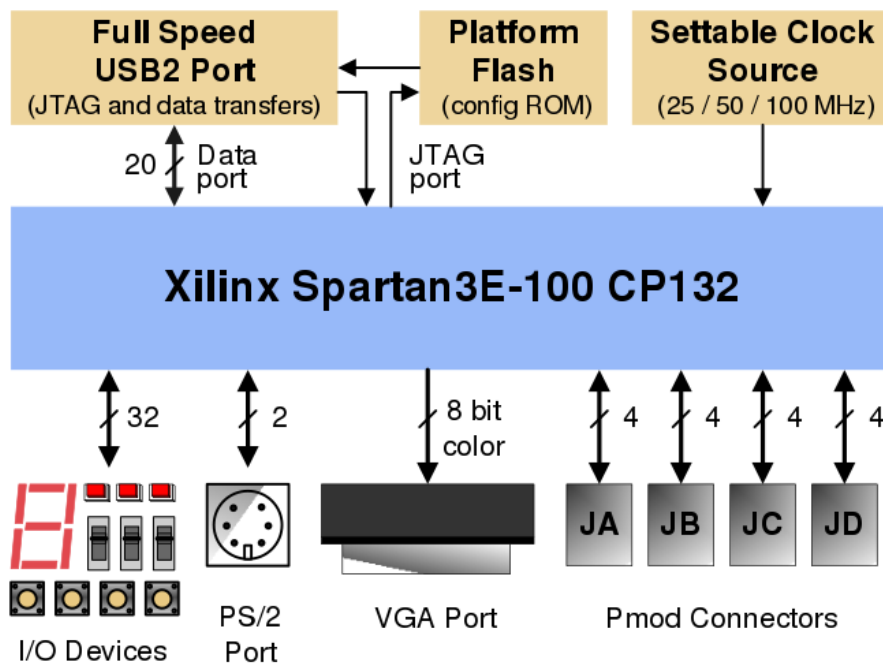 Full Speed
USB2 Port
(JTAG and data transfers)
Platform
Flash
(config ROM)
Settable Clock
Source
(25 / 50 / 100 MHz)
20
Data
port
JTAG
port
Xilinx Spartan3E-100 CP132
32
2
8 bit
color
4
4
4
4
JA
JB
JC
JD
I/O Devices
PS/2
Port
VGA Port
Pmod Connectors